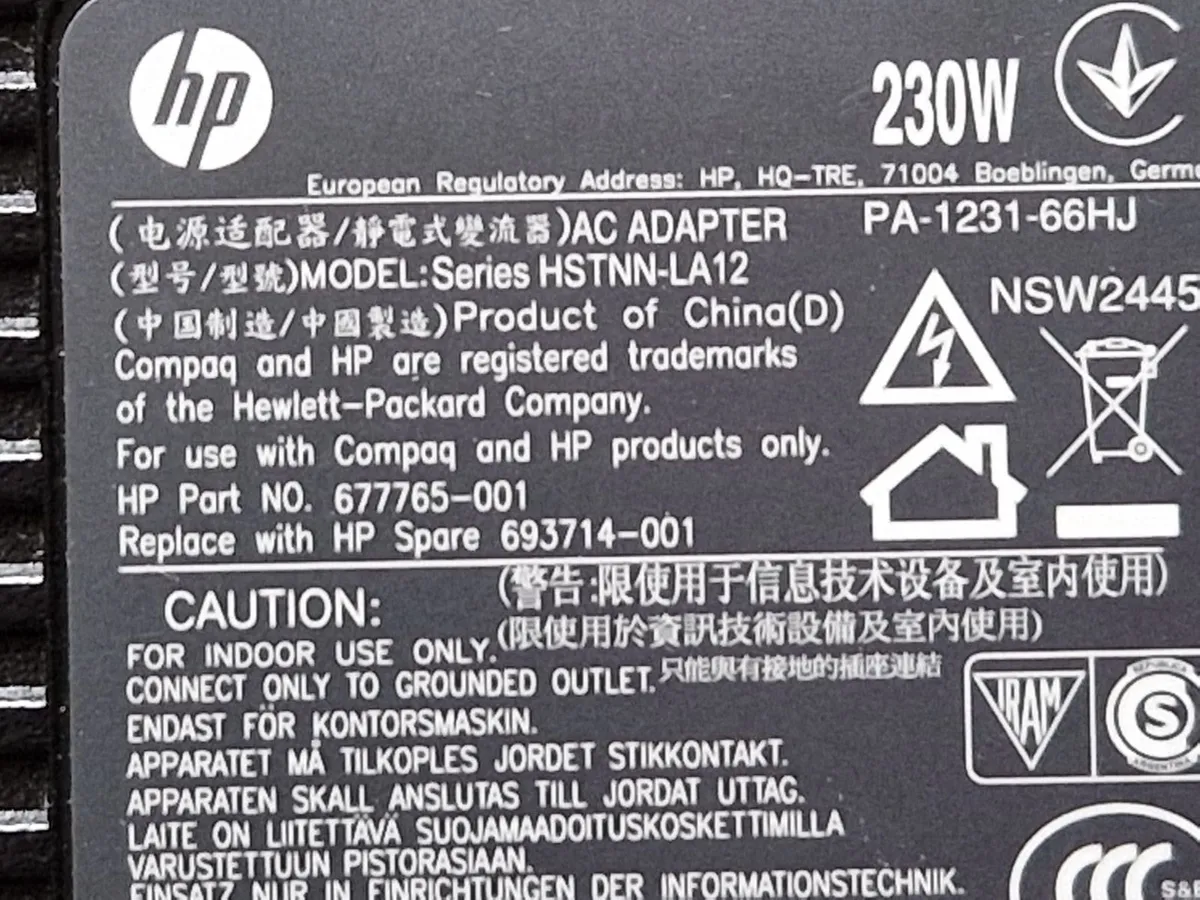 hp
230W
European Regulatory Address: HP, HQ-TRE, 71004 Boeblingen, Germ
(电源适配器/靜電式變流器)AC ADAPTER PA-1231-66HJ
(型号/型號)MODEL:Series HSTNN-LA12
NSW2445
(中国制造/中國製造)Product of China(D)
Compaq and HP are registered trademarks
of the Hewlett-Packard Company.
For use with Compaq and HP products only.
HP Part NO. 677765-001
Replace with HP Spare 693714-001
CAUTION: (警告:限使用于信息技术设备及室内使用)
(限使用於資訊技術設備及室內使用)
FOR INDOOR USE ONLY.
CONNECT ONLY TO GROUNDED OUTLET. 只能與有接地的插座連結
ENDAST FÖR KONTORSMASKIN.
APPARATET MÅ TILKOPLES JORDET STIKKONTAKT.
APPARATEN SKALL ANSLUTAS TILL JORDAT UTTAG.
LAITE ON LIITETTÄVÄ SUOJAMAADOITUSKOSKETTIMILLA
VARUSTETTUUN PISTORASIAAN.
EINSATZ NUR IN EINRICHTUNGEN DER INFORMATIONSTECHNIK.
IRAM
REPUBLICA
S
ARGENTINA
CCC
S&E